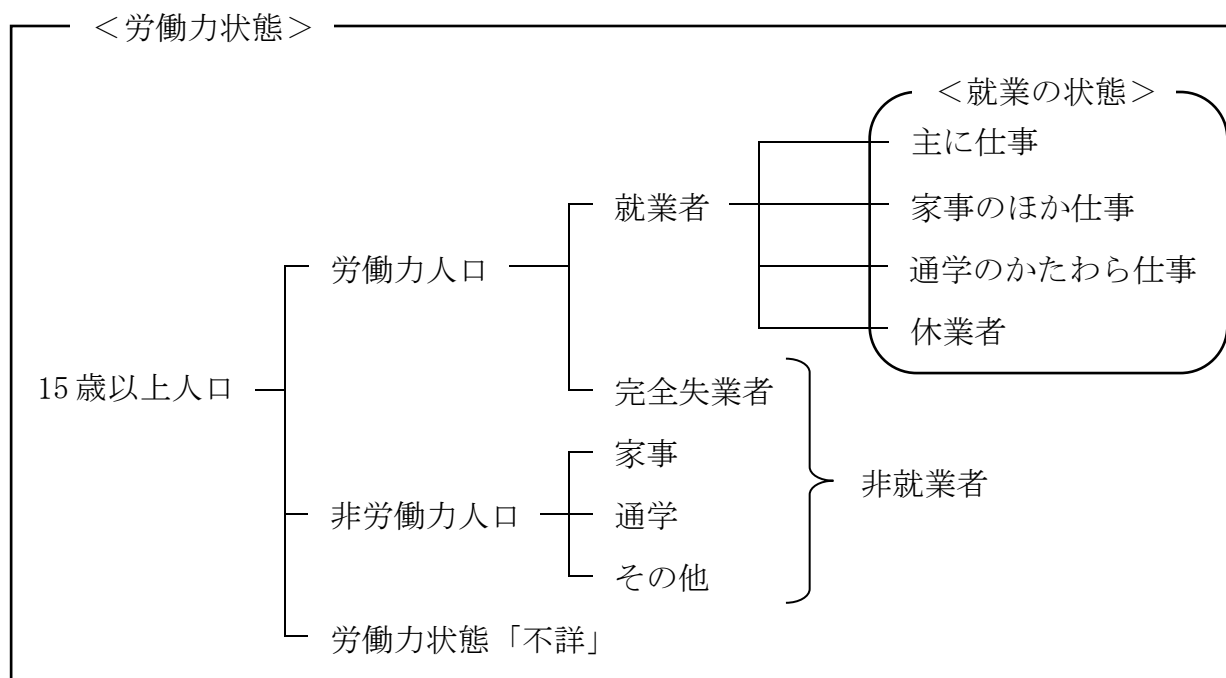 ＜労働力状態＞
＜就業の状態＞
主に仕事
就業者
家事のほか仕事
労働力人口
通学のかたわら仕事
休業者
15歳以上人口
完全失業者
家事
非就業者
非労働力人口
通学
その他
労働力状態「不詳」